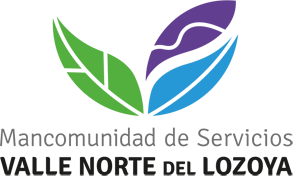 Mancomunidad de Servicios
VALLE NORTE DEL LOZOYA